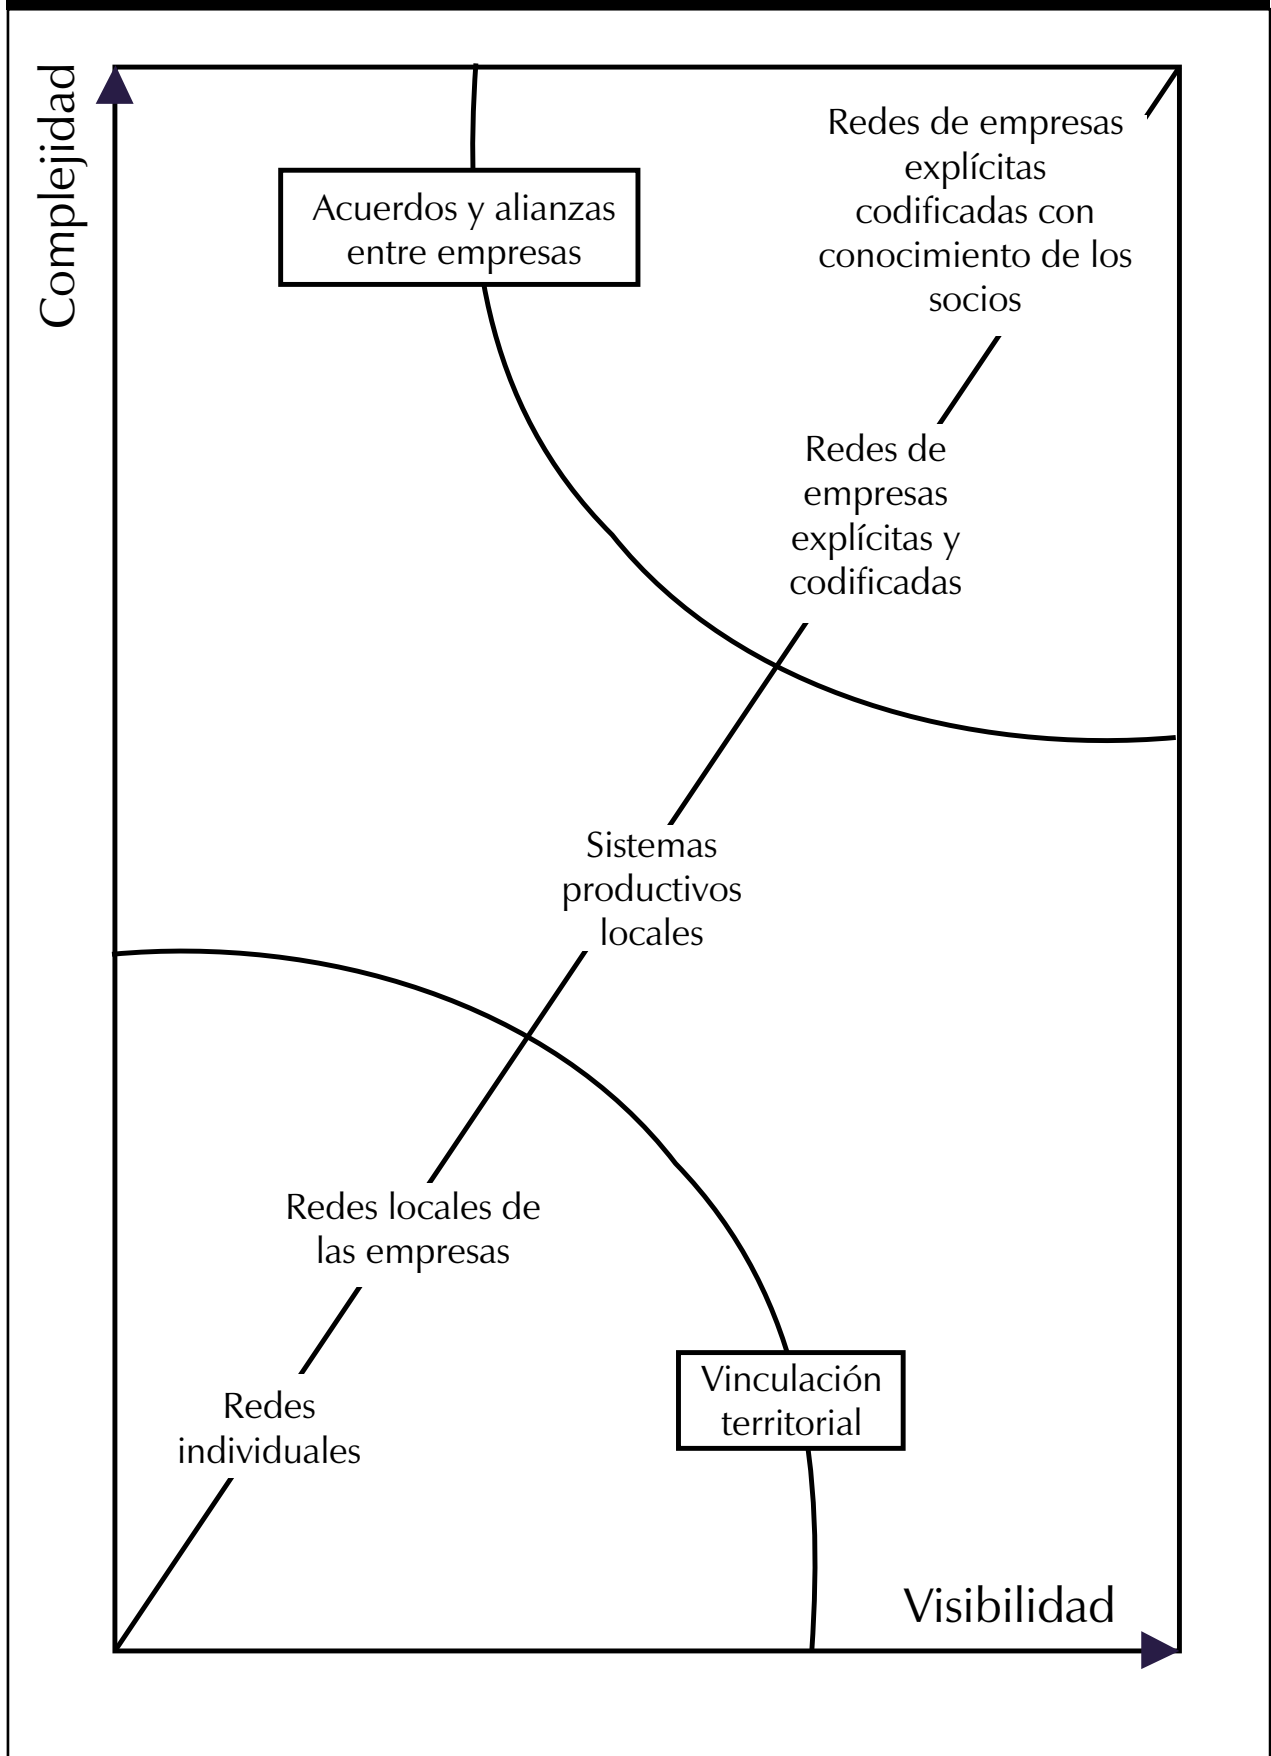 Complejidad
Redes de empresas
explícitas
codificadas con
conocimiento de los
socios
Acuerdos y alianzas
entre empresas
Redes de
empresas
explícitas y
codificadas
Sistemas
productivos
locales
Redes locales de
las empresas
Vinculación
territorial
Redes
individuales
Visibilidad